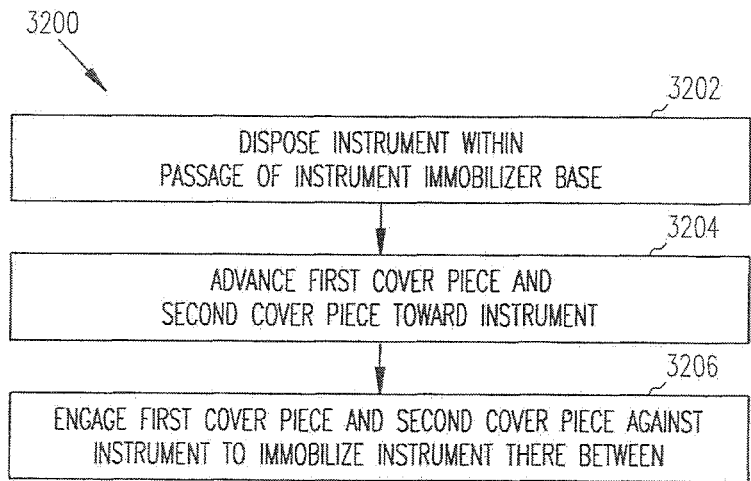 3200
3202
DISPOSE INSTRUMENT WITHIN
PASSAGE OF INSTRUMENT IMMOBILIZER BASE
3204
ADVANCE FIRST COVER PIECE AND
SECOND COVER PIECE TOWARD INSTRUMENT
3206
ENGAGE FIRST COVER PIECE AND SECOND COVER PIECE AGAINST
INSTRUMENT TO IMMOBILIZE INSTRUMENT THERE BETWEEN